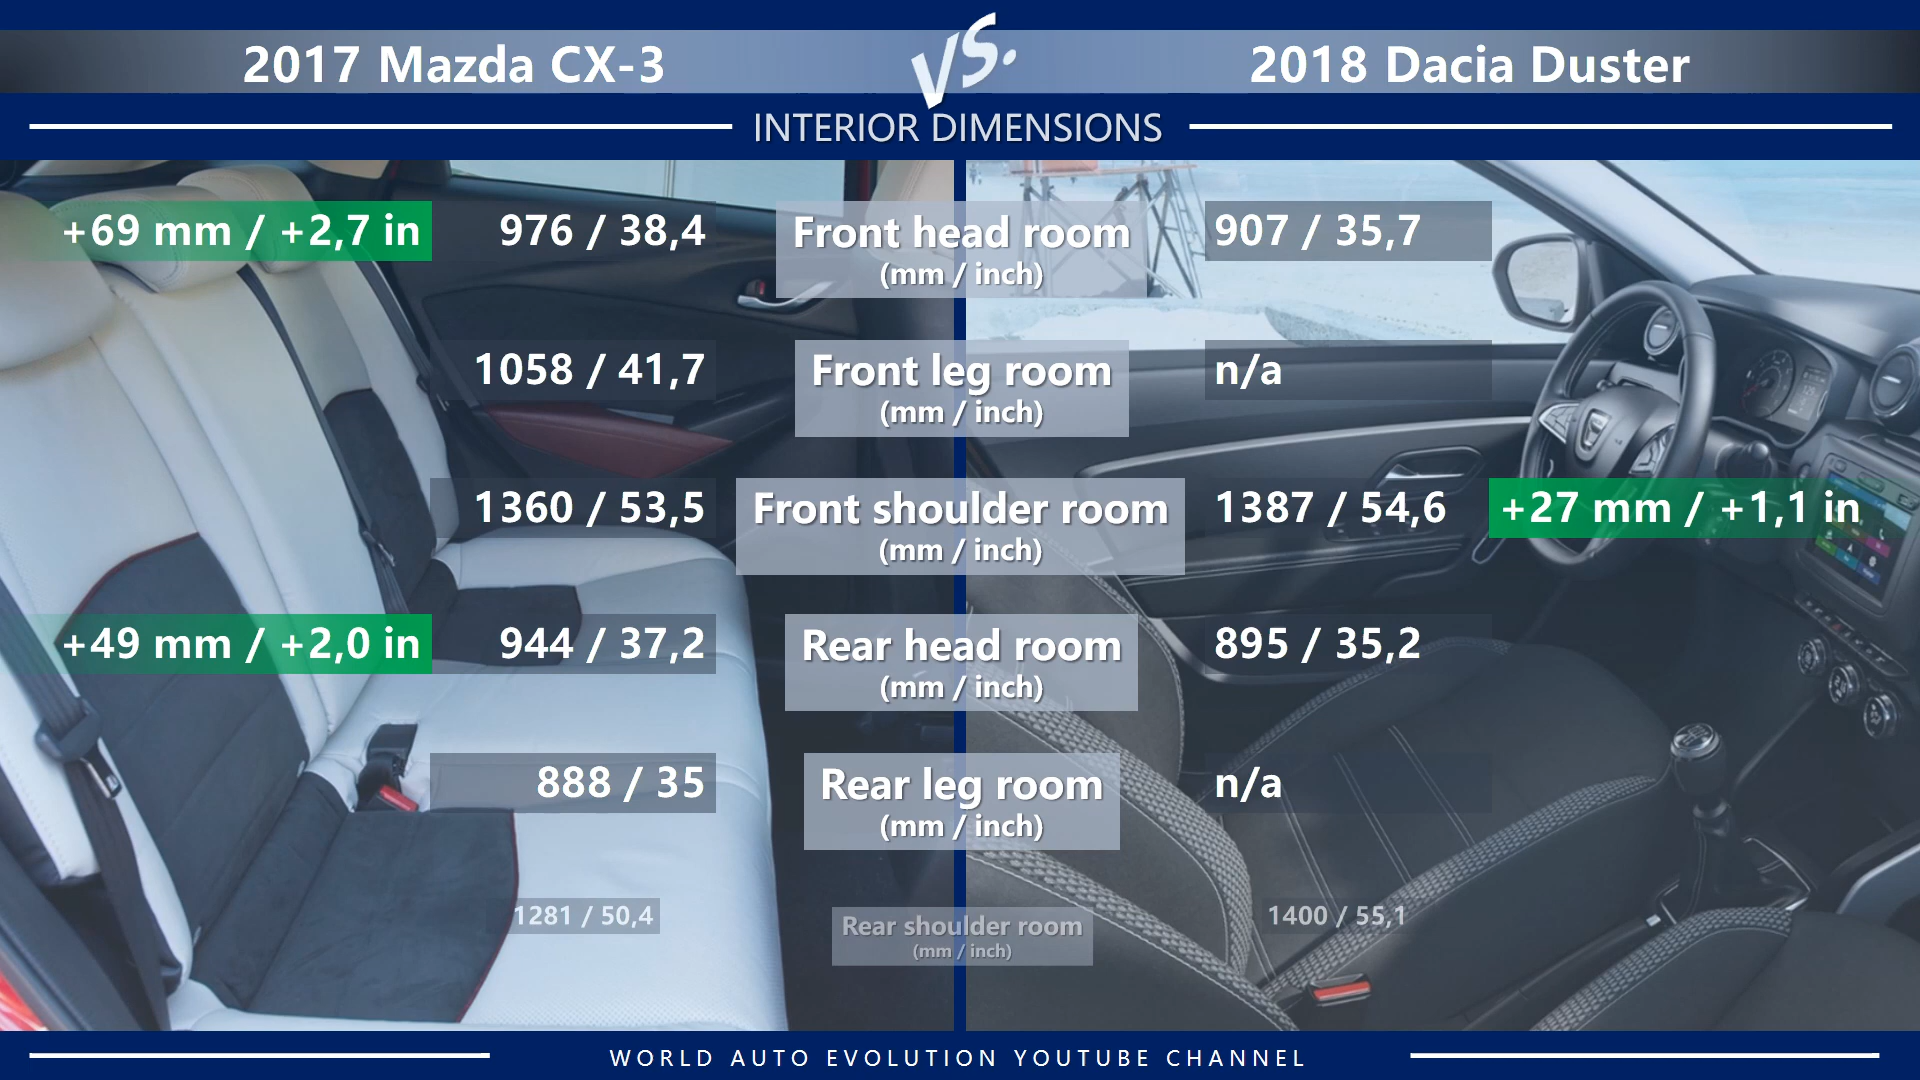 2017 Mazda CX-3
VS.
2018 Dacia Duster
INTERIOR DIMENSIONS
+69 mm / +2,7 in
976 / 38,4
Front head room
(mm / inch)
907 / 35,7
1058 / 41,7
Front leg room
(mm / inch)
n/a
1360 / 53,5
Front shoulder room
(mm / inch)
1387 / 54,6
+27 mm / +1,1 in
+49 mm / +2,0 in
944 / 37,2
Rear head room
(mm / inch)
895 / 35,2
888 / 35
Rear leg room
(mm / inch)
n/a
1281 / 50,4
Rear shoulder room
(mm / inch)
1400 / 55,1
WORLD AUTO EVOLUTION YOUTUBE CHANNEL